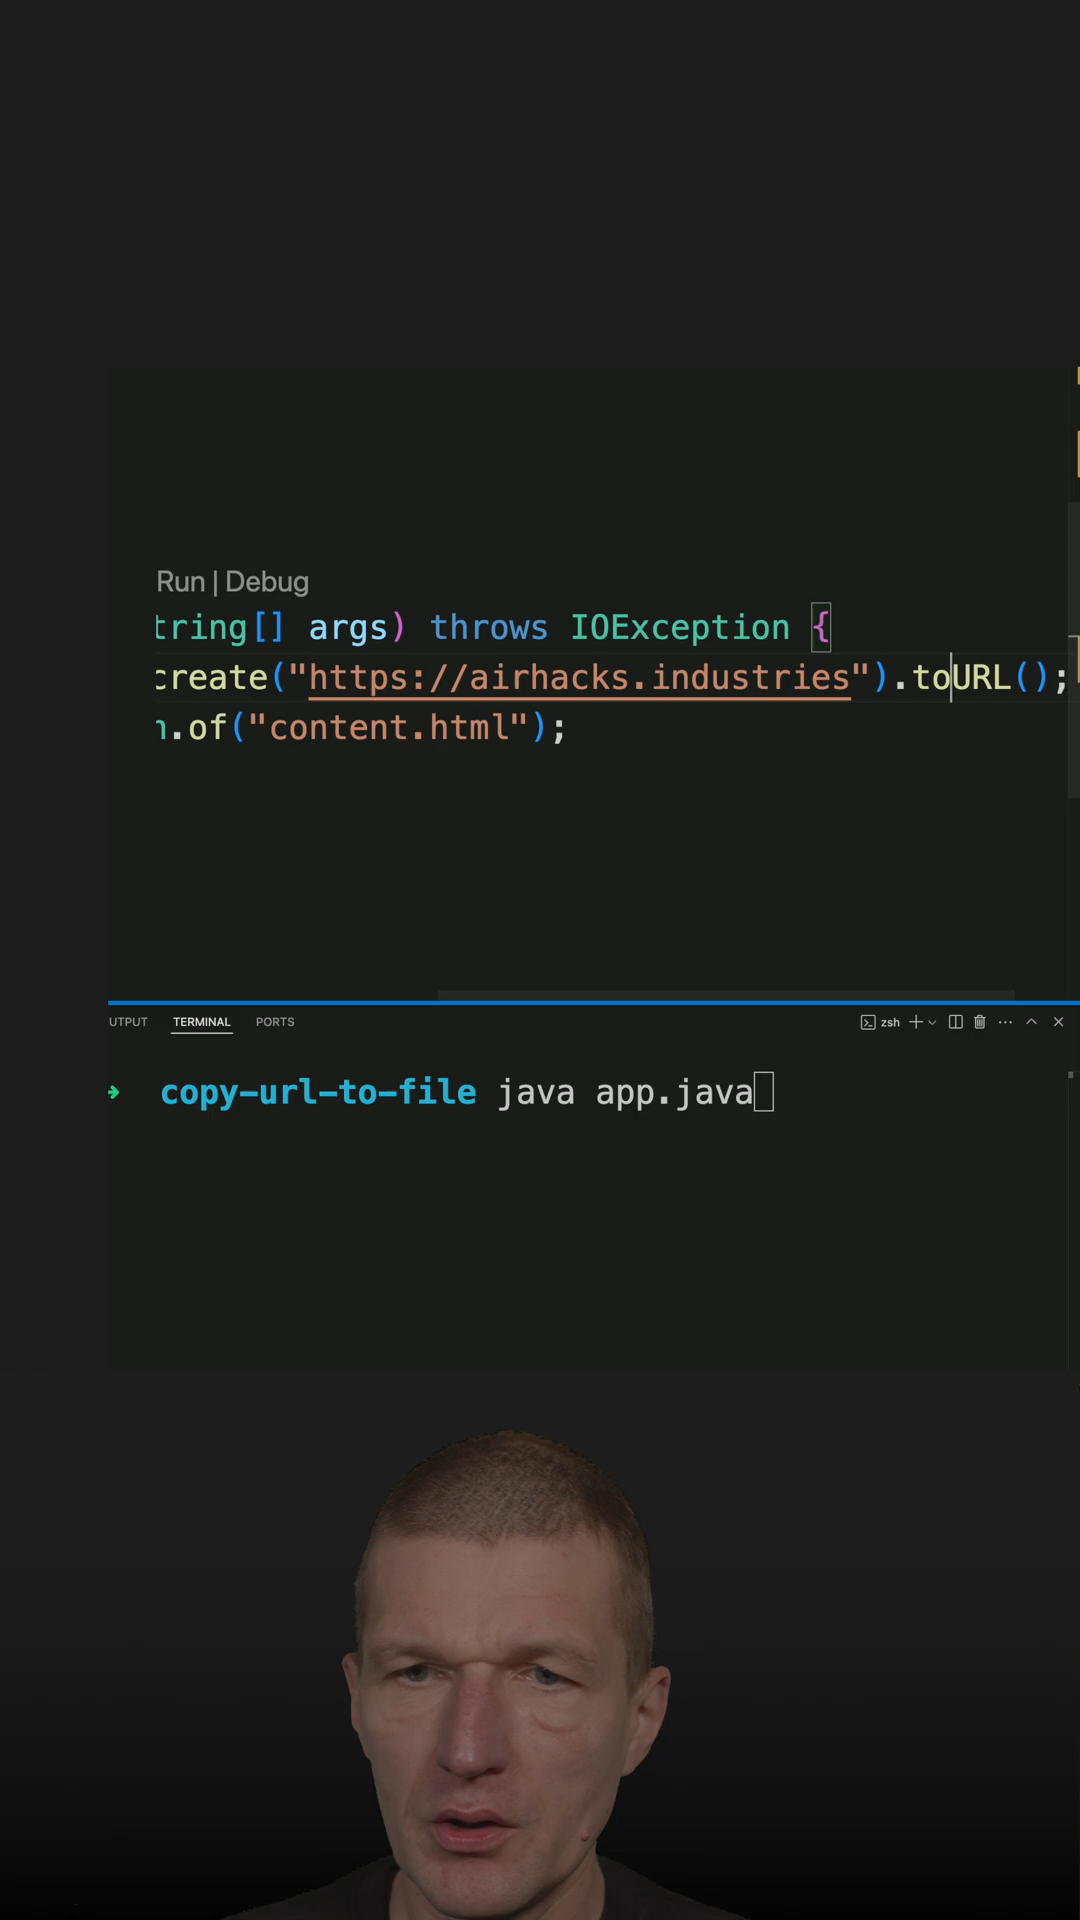 Run | Debug
tring[] args) throws IOException {
create("https://airhacks.industries").toURL();
.of("content.html");
UTPUT TERMINAL PORTS zsh
copy-url-to-file java app.java